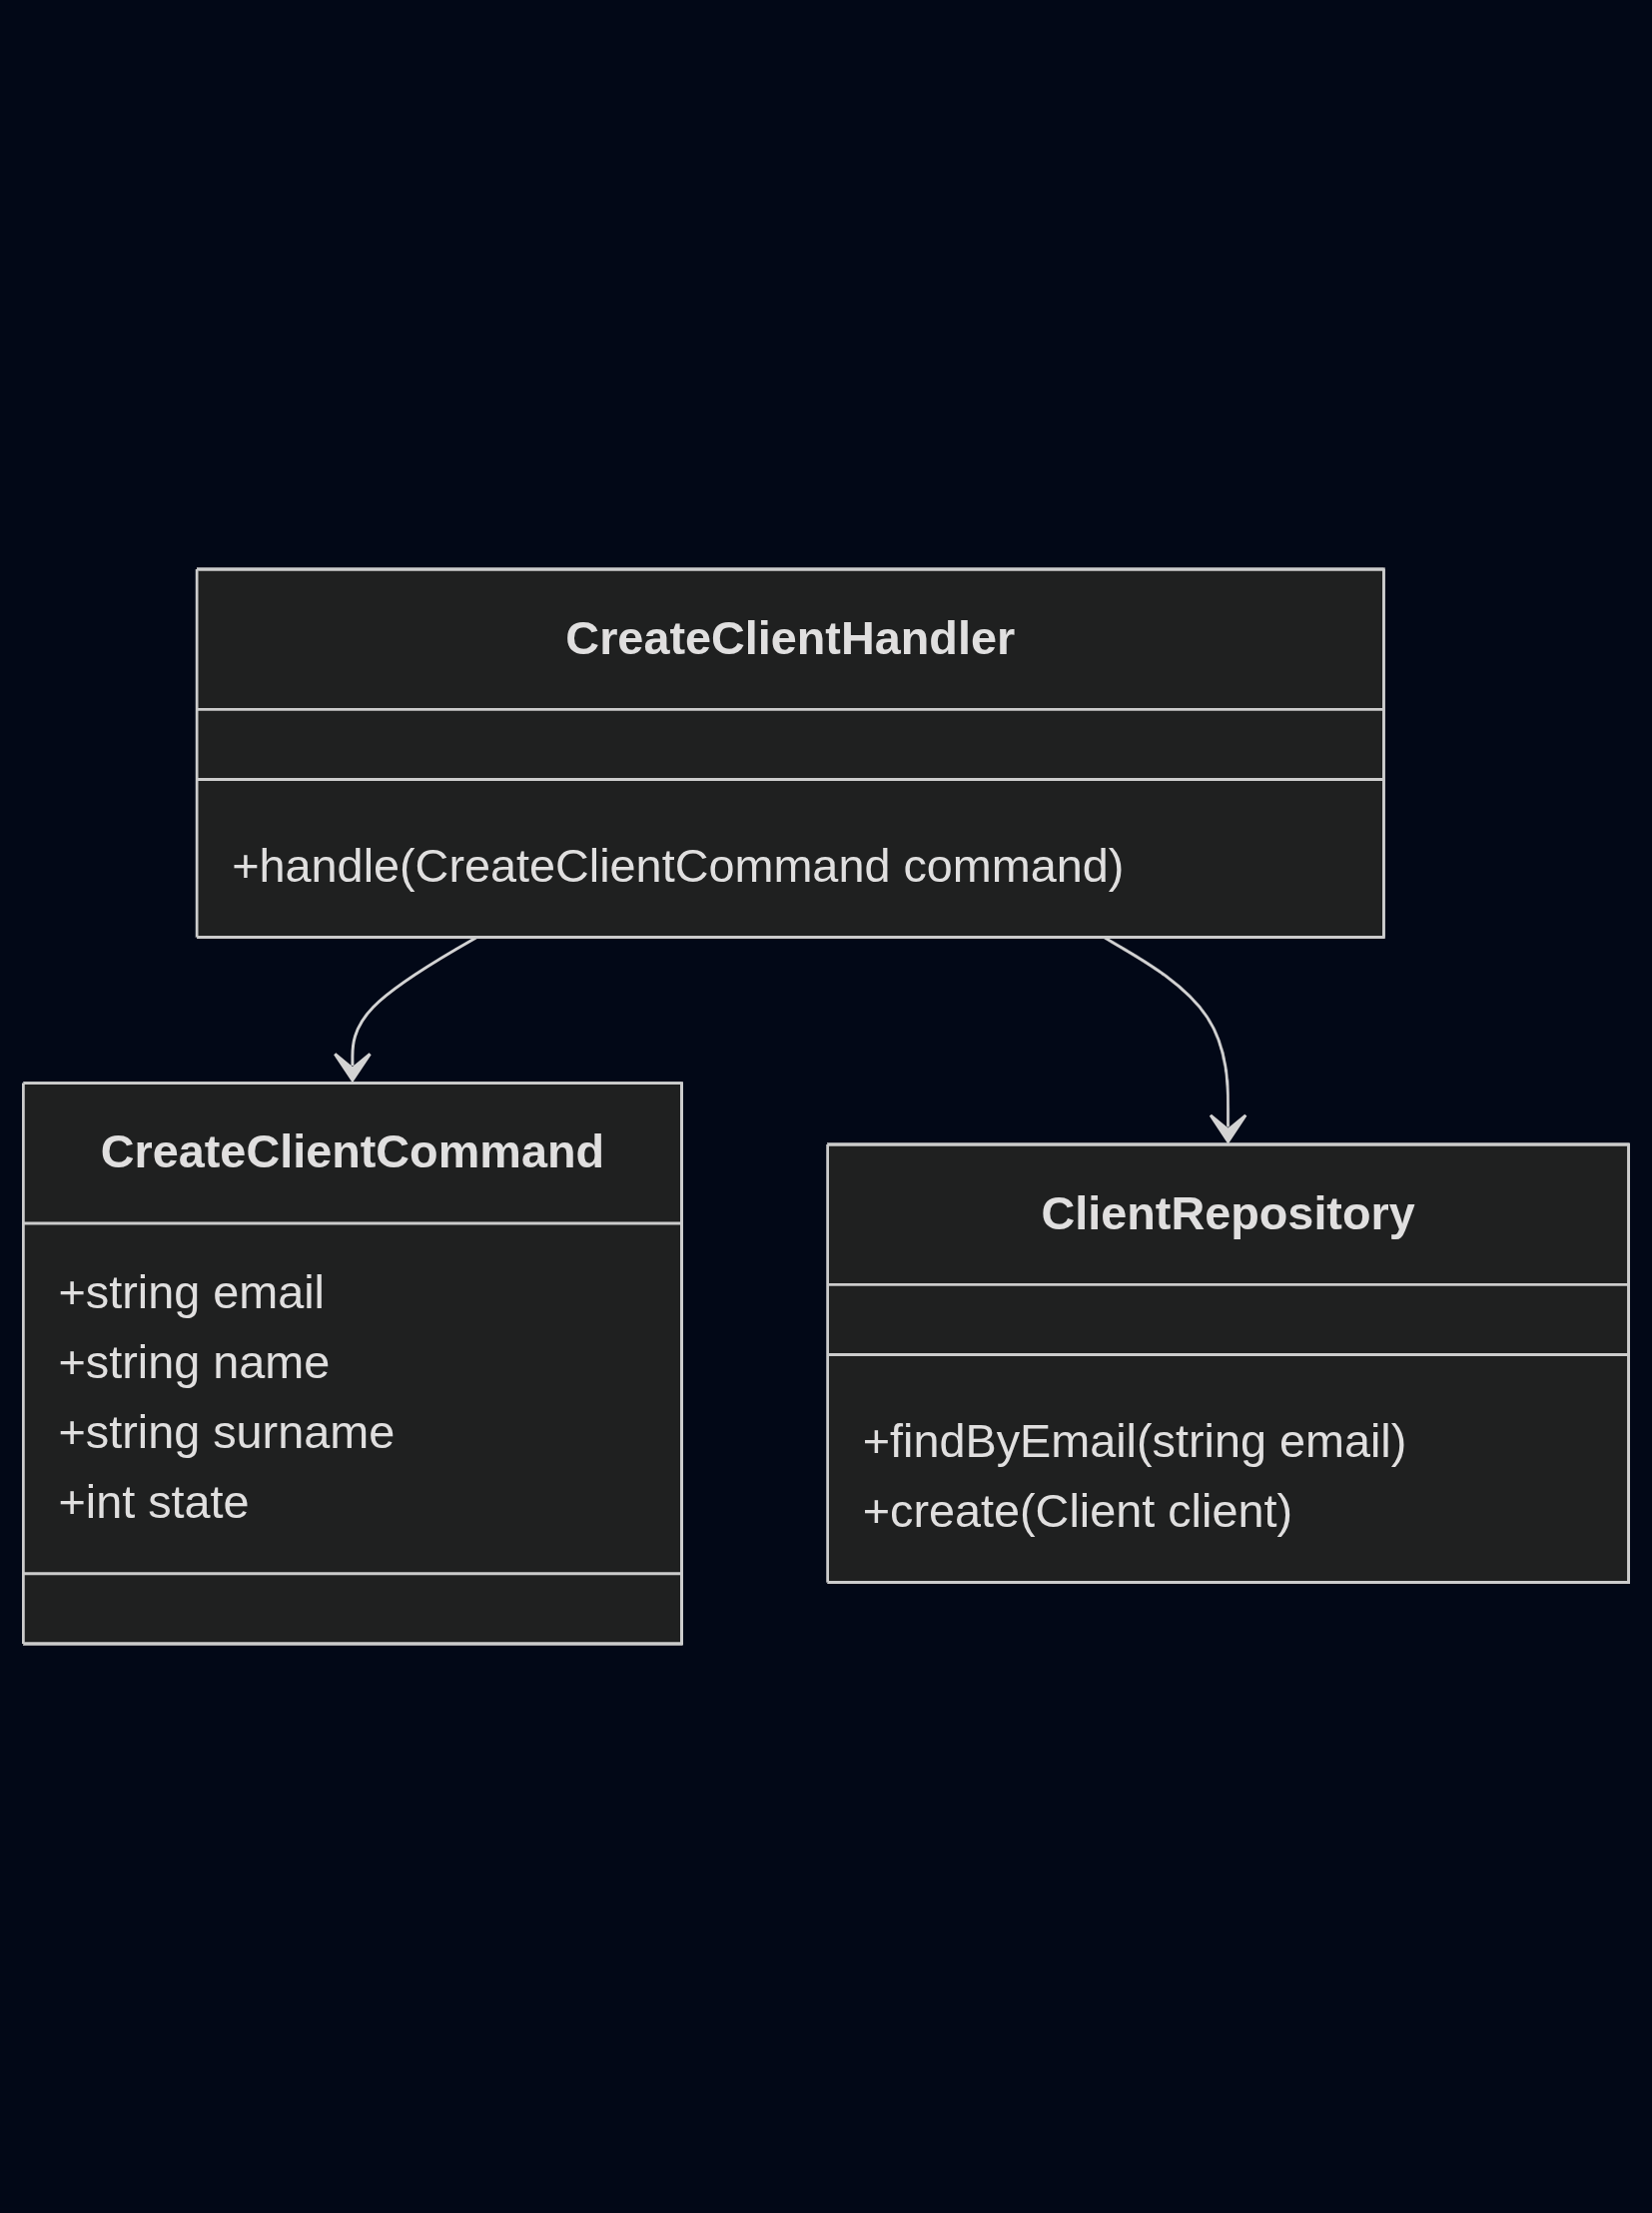 CreateClientHandler
+handle(CreateClientCommand command)
CreateClientCommand
+string email
+string name
+string surname
+int state
ClientRepository
+findByEmail(string email)
+create(Client client)